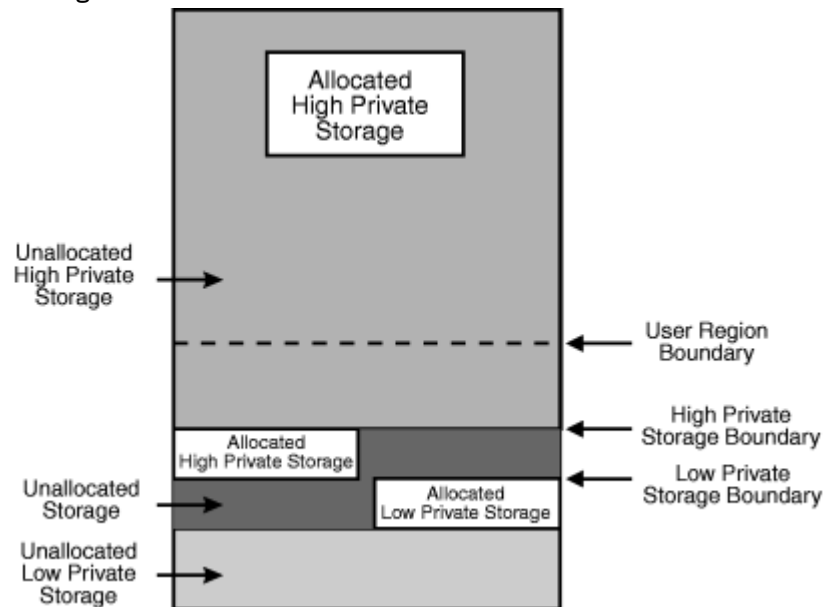 Allocated
High Private
Storage
Unallocated
High Private
Storage
User Region
Boundary
High Private
Storage Boundary
Allocated
High Private Storage
Low Private
Storage Boundary
Unallocated
Storage
Allocated
Low Private Storage
Unallocated
Low Private
Storage